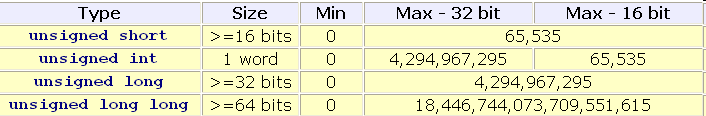 Type Size Min Max - 32 bit Max - 16 bit
unsigned short >=16 bits 0 65,535
unsigned int 1 word 0 4,294,967,295 65,535
unsigned long >=32 bits 0 4,294,967,295
unsigned long long >=64 bits 0 18,446,744,073,709,551,615